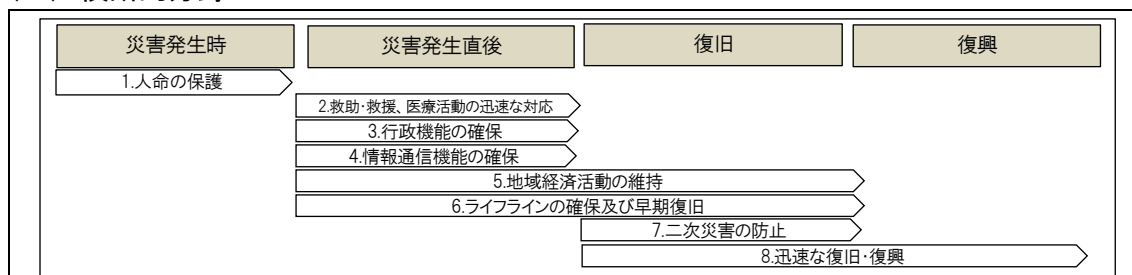 災害発生時 災害発生直後 復旧 復興
1.人命の保護
2.救助・救援、医療活動の迅速な対応
3.行政機能の確保
4.情報通信機能の確保
5.地域経済活動の維持
6.ライフラインの確保及び早期復旧
7.二次災害の防止
8.迅速な復旧・復興